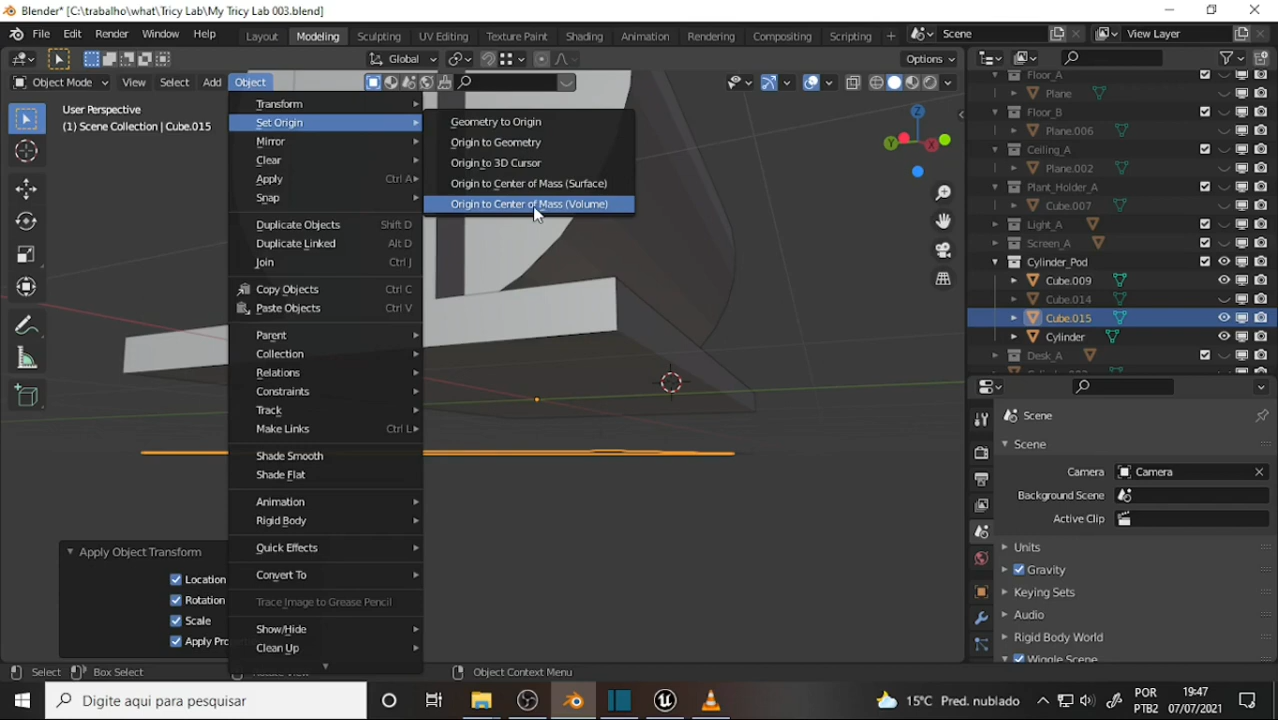 Blender* [C:\trabalho\what\Tricy Lab\My Tricy Lab 003.blend]
File Edit Render Window Help Layout Modeling Sculpting UV Editing Texture Paint Shading Animation Rendering Compositing Scripting + Scene View Layer
Global Options
Object Mode View Select Add Object
User Perspective
(1) Scene Collection | Cube.015
Transform
Set Origin
Mirror
Clear
Apply Ctrl A
Snap
Duplicate Objects Shift D
Duplicate Linked Alt D
Join Ctrl J
Copy Objects Ctrl C
Paste Objects Ctrl V
Parent
Collection
Relations
Constraints
Track
Make Links Ctrl L
Shade Smooth
Shade Flat
Animation
Rigid Body
Quick Effects
Convert To
Trace Image to Grease Pencil
Show/Hide
Clean Up
Geometry to Origin
Origin to Geometry
Origin to 3D Cursor
Origin to Center of Mass (Surface)
Origin to Center of Mass (Volume)
Z
Y
X
Apply Object Transform
Location
Rotation
Scale
Apply Prop
Floor_A
Plane
Floor_B
Plane.006
Ceiling_A
Plane.002
Plant_Holder_A
Cube.007
Light_A
Screen_A
Cylinder_Pod
Cube.009
Cube.014
Cube.015
Cylinder
Desk_A
Scene
Scene
Camera Camera
Background Scene
Active Clip
Units
Gravity
Keying Sets
Audio
Rigid Body World
Wiggle Scene
Select Box Select Rotate View Object Context Menu
Digite aqui para pesquisar
15°C Pred. nublado
POR
PTB2
19:47
07/07/2021